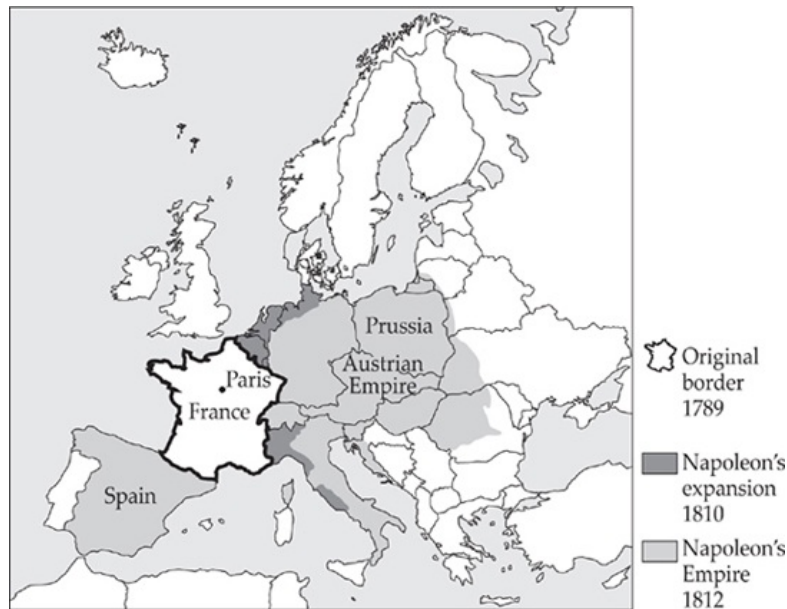 Prussia
Austrian
Empire
Paris
France
Spain
Original
border
1789
Napoleon's
expansion
1810
Napoleon's
Empire
1812